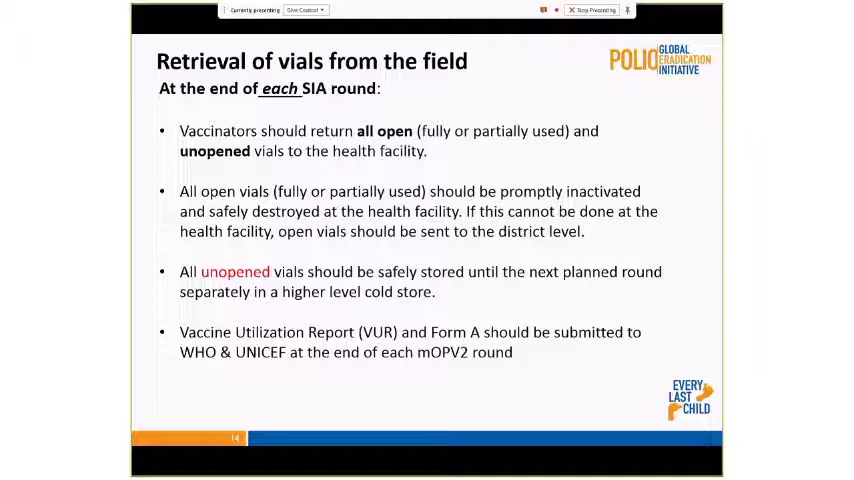 Currently presenting Give Control Stop Presenting
Retrieval of vials from the field
POLIO GLOBAL ERADICATION INITIATIVE
At the end of each SIA round:
• Vaccinators should return all open (fully or partially used) and
unopened vials to the health facility.
• All open vials (fully or partially used) should be promptly inactivated
and safely destroyed at the health facility. If this cannot be done at the
health facility, open vials should be sent to the district level.
• All unopened vials should be safely stored until the next planned round
separately in a higher level cold store.
• Vaccine Utilization Report (VUR) and Form A should be submitted to
WHO & UNICEF at the end of each mOPV2 round
EVERY
LAST
CHILD
14